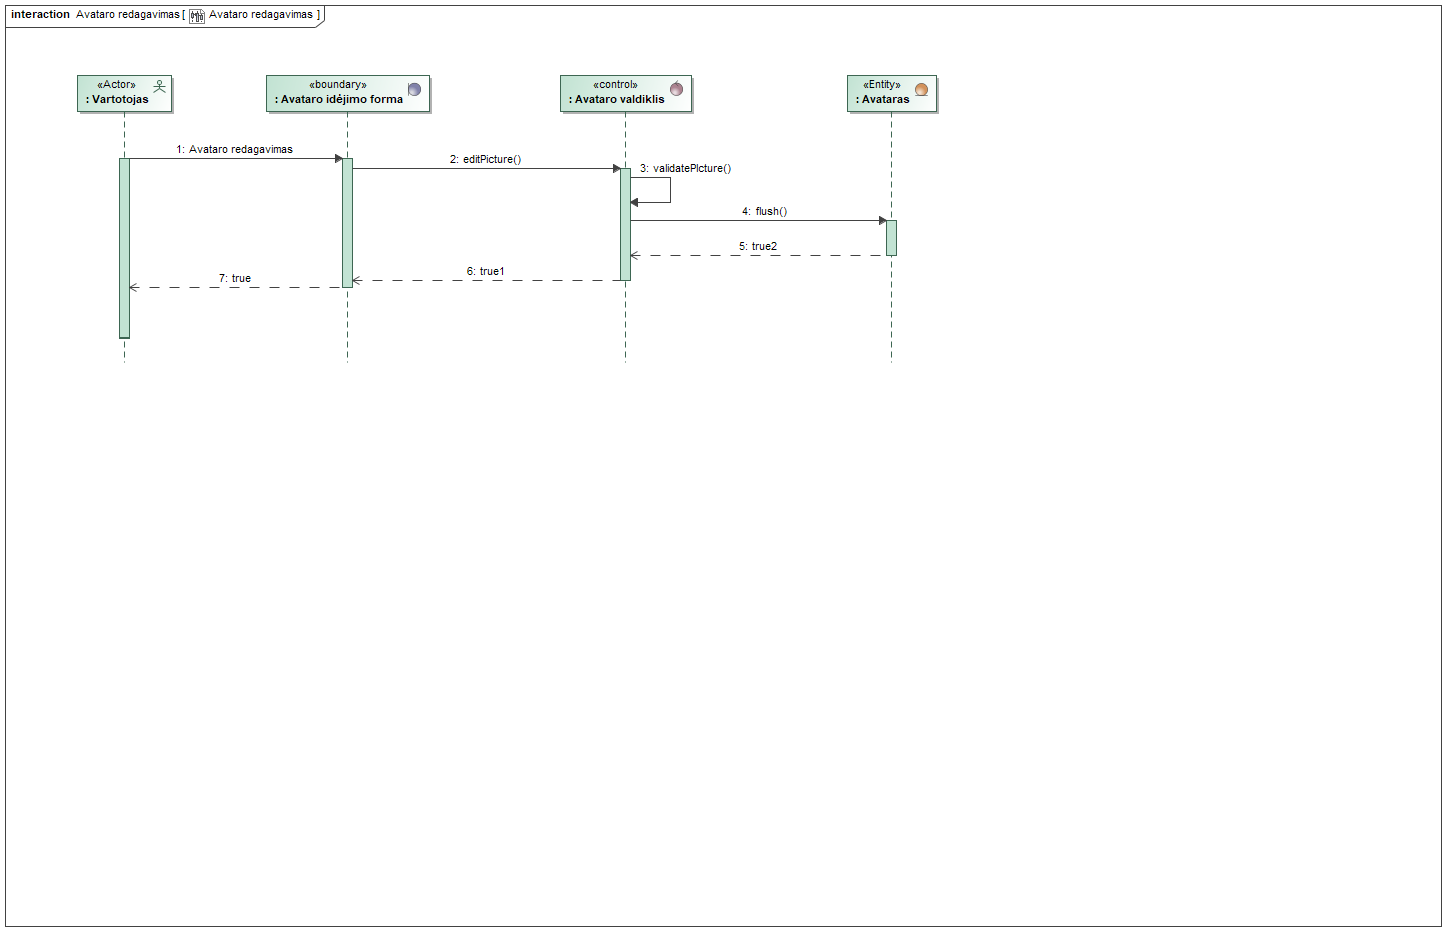 interaction Avataro redagavimas [ Avataro redagavimas ]
«Actor»
: Vartotojas
«boundary»
: Avataro idėjimo forma
«control»
: Avataro valdiklis
«Entity»
: Avataras
1: Avataro redagavimas
2: editPicture()
3: validatePIcture()
4: flush()
5: true2
6: true1
7: true